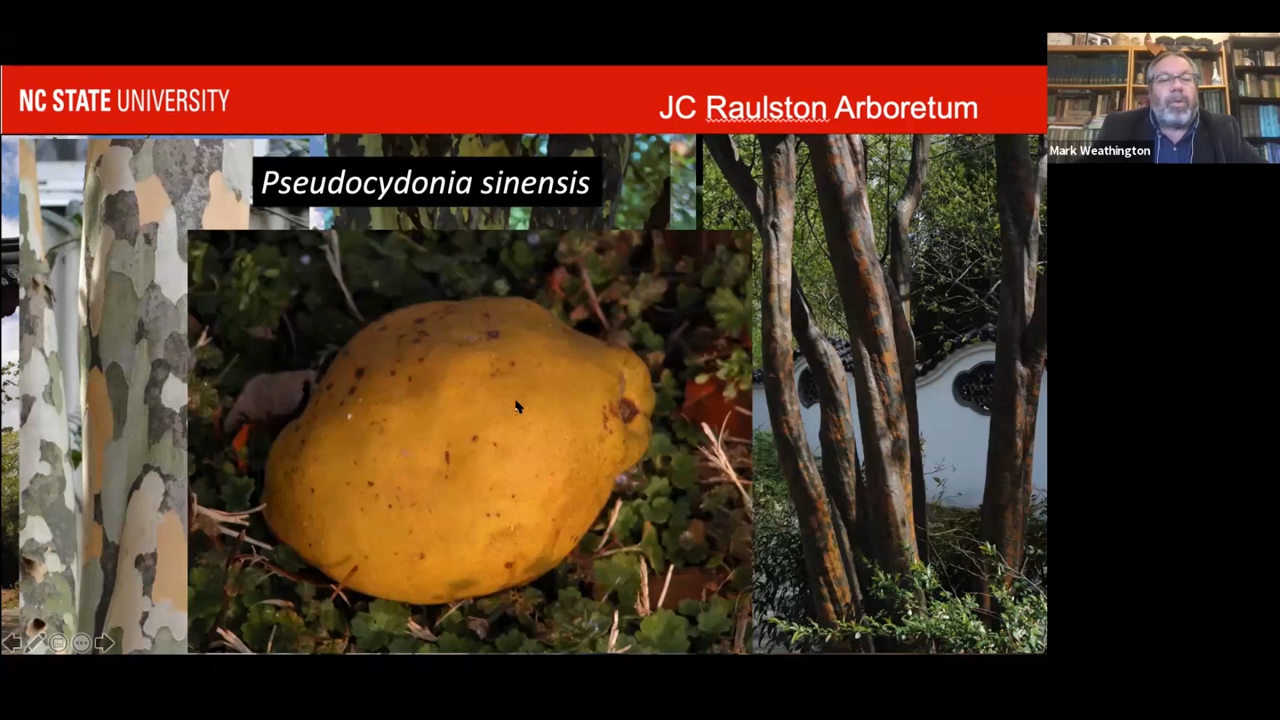 NC STATE UNIVERSITY
JC Raulston Arboretum
Mark Weathington
Pseudocydonia sinensis